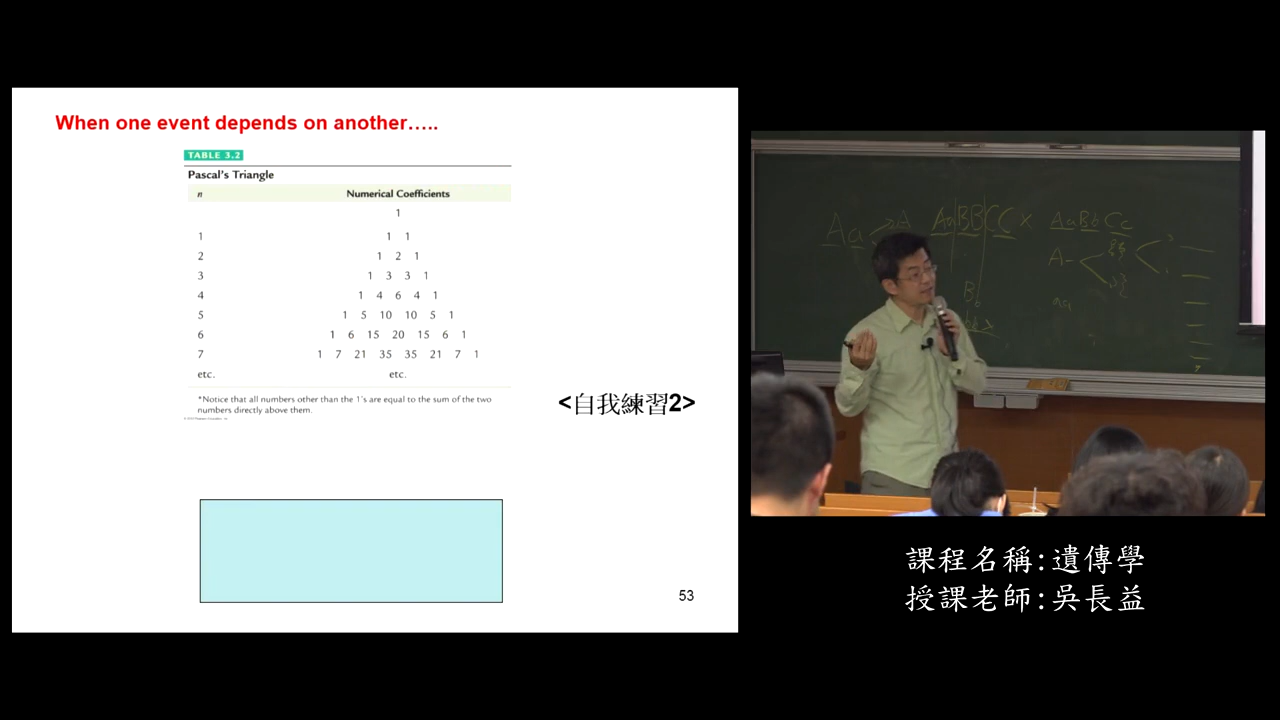 When one event depends on another…..
TABLE 3.2
Pascal's Triangle
n Numerical Coefficients
1
1 1 1
2 1 2 1
3 1 3 3 1
4 1 4 6 4 1
5 1 5 10 10 5 1
6 1 6 15 20 15 6 1
7 1 7 21 35 35 21 7 1
etc. etc.
*Notice that all numbers other than the 1's are equal to the sum of the two
numbers directly above them.
<自我練習2>
53
Aa A AaBBCc × AaBbCc
A-
Bb
aa
課程名稱:遺傳學
授課老師:吳長益